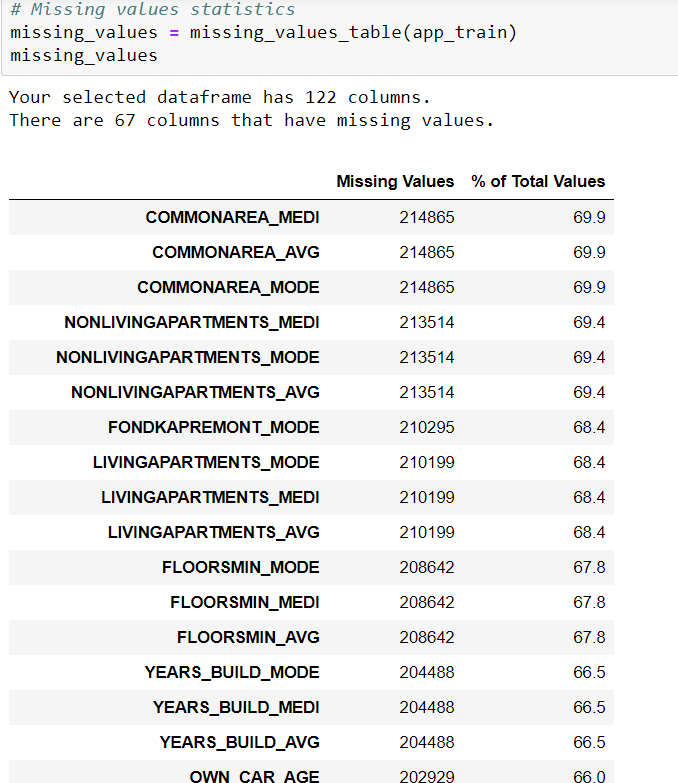 # Missing values statistics
missing_values = missing_values_table(app_train)
missing_values
Your selected dataframe has 122 columns.
There are 67 columns that have missing values.
Missing Values % of Total Values
COMMONAREA_MEDI 214865 69.9
COMMONAREA_AVG 214865 69.9
COMMONAREA_MODE 214865 69.9
NONLIVINGAPARTMENTS_MEDI 213514 69.4
NONLIVINGAPARTMENTS_MODE 213514 69.4
NONLIVINGAPARTMENTS_AVG 213514 69.4
FONDKAPREMONT_MODE 210295 68.4
LIVINGAPARTMENTS_MODE 210199 68.4
LIVINGAPARTMENTS_MEDI 210199 68.4
LIVINGAPARTMENTS_AVG 210199 68.4
FLOORSMIN_MODE 208642 67.8
FLOORSMIN_MEDI 208642 67.8
FLOORSMIN_AVG 208642 67.8
YEARS_BUILD_MODE 204488 66.5
YEARS_BUILD_MEDI 204488 66.5
YEARS_BUILD_AVG 204488 66.5
OWN_CAR_AGE 202929 66.0